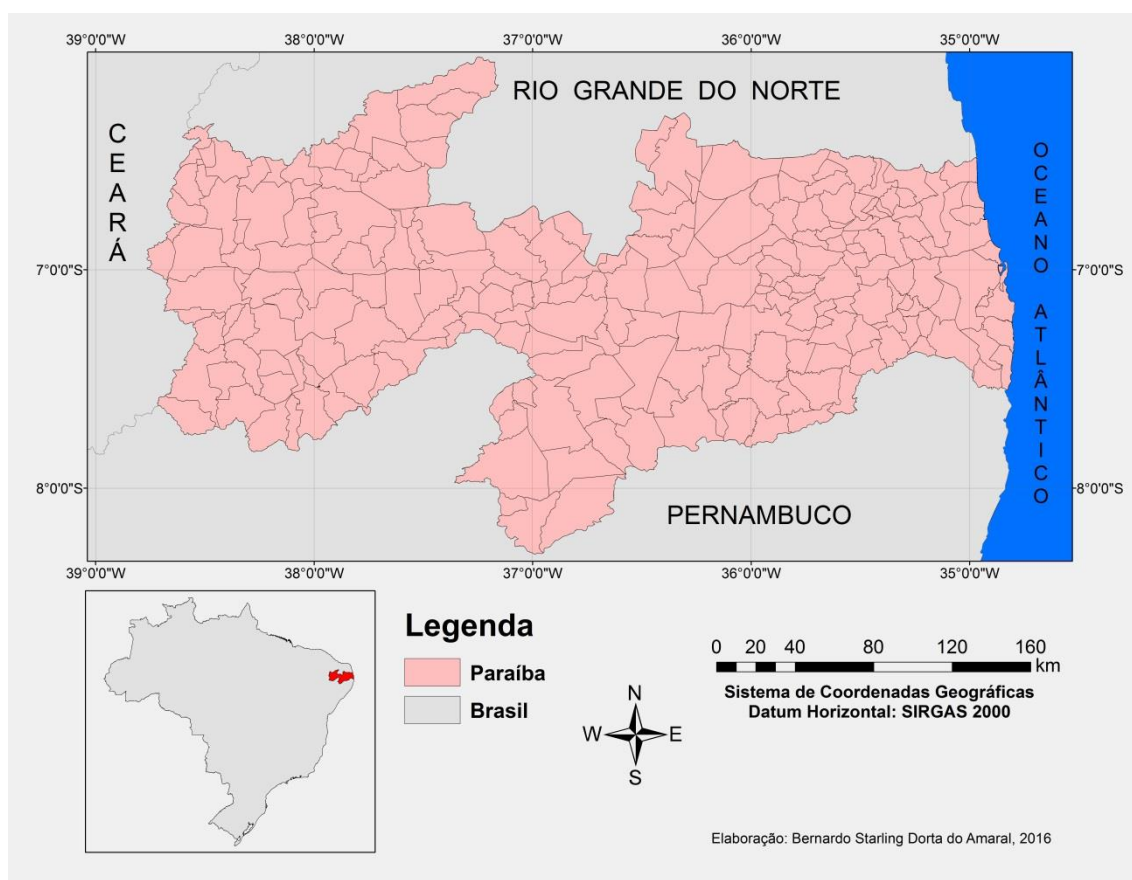 39°0'0"W 38°0'0"W 37°0'0"W 36°0'0"W 35°0'0"W
RIO GRANDE DO NORTE
CEARÁ
OCEANO ATLÂNTICO
7°0'0"S 7°0'0"S
8°0'0"S 8°0'0"S
PERNAMBUCO
39°0'0"W 38°0'0"W 37°0'0"W 36°0'0"W 35°0'0"W
Legenda
Paraíba
Brasil
N
W E
S
0 20 40 80 120 160
km
Sistema de Coordenadas Geográficas
Datum Horizontal: SIRGAS 2000
Elaboração: Bernardo Starling Dorta do Amaral, 2016